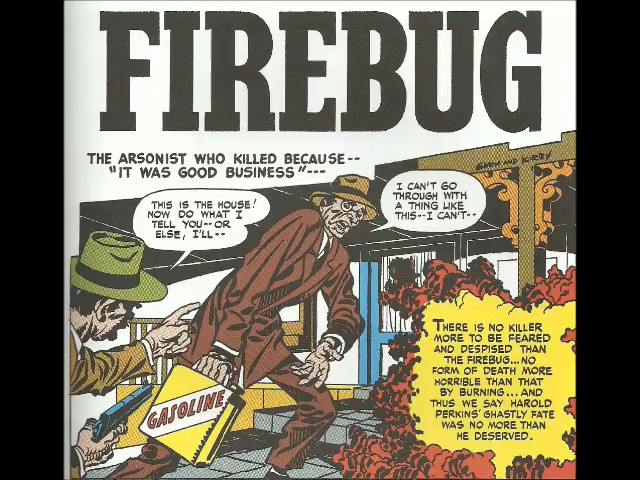 FIREBUG
THE ARSONIST WHO KILLED BECAUSE--
"IT WAS GOOD BUSINESS"---
SIMON AND KIRBY
THIS IS THE HOUSE!
NOW DO WHAT I
TELL YOU--OR
ELSE, I'LL--
I CAN'T GO
THROUGH WITH
A THING LIKE
THIS--I CAN'T--
GASOLINE
THERE IS NO KILLER
MORE TO BE FEARED
AND DESPISED THAN
THE FIREBUG...NO
FORM OF DEATH MORE
HORRIBLE THAN THAT
BY BURNING...AND
THUS WE SAY HAROLD
PERKINS' GHASTLY FATE
WAS NO MORE THAN
HE DESERVED.